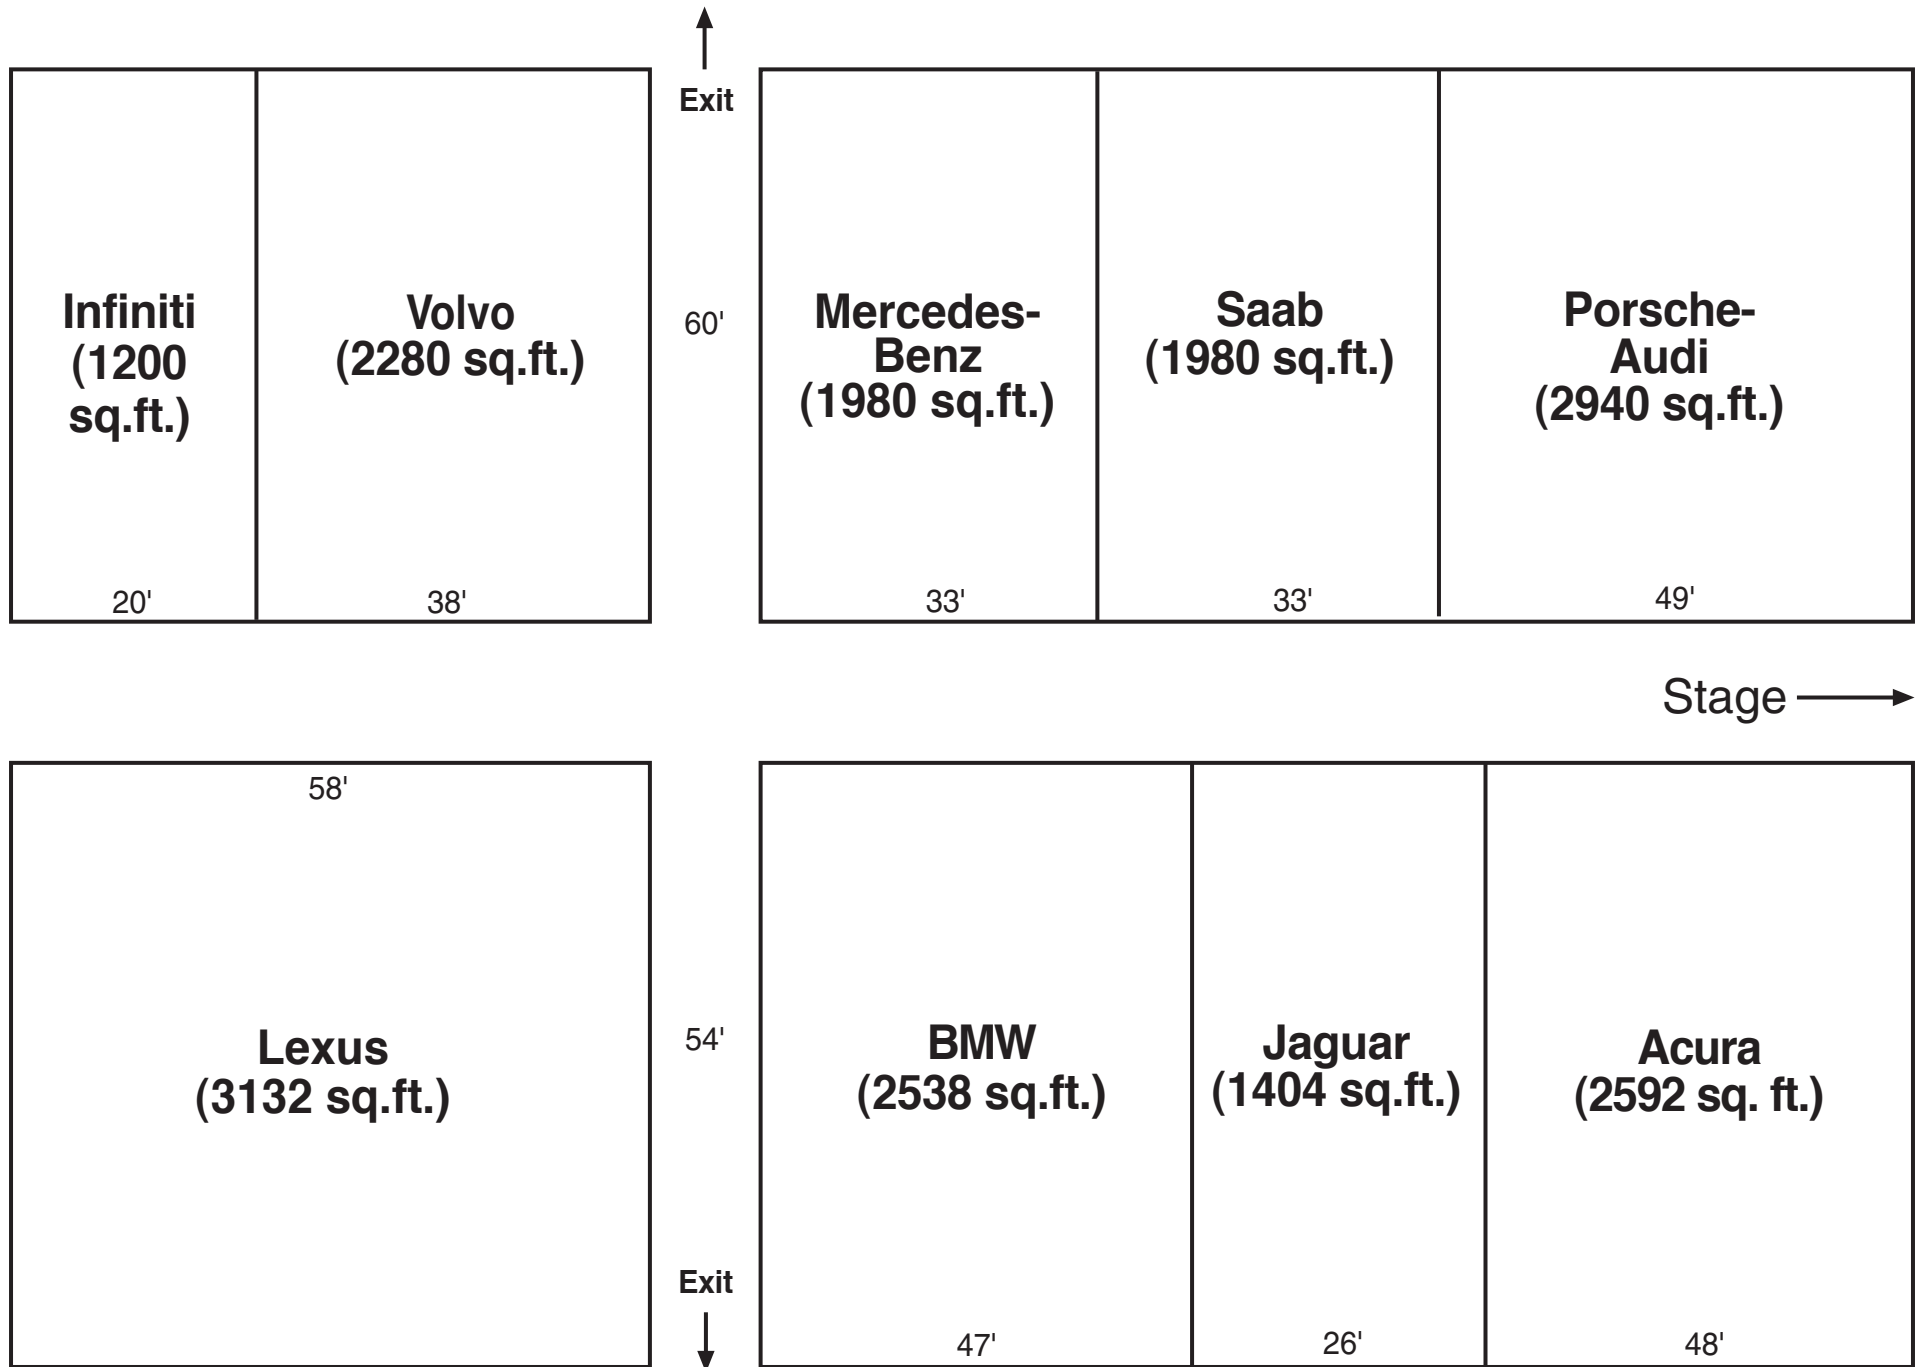 Exit
Infiniti
(1200
sq.ft.)
Volvo
(2280 sq.ft.)
60'
Mercedes-
Benz
(1980 sq.ft.)
Saab
(1980 sq.ft.)
Porsche-
Audi
(2940 sq.ft.)
20'
38'
33'
33'
49'
Stage
58'
Lexus
(3132 sq.ft.)
54'
BMW
(2538 sq.ft.)
Jaguar
(1404 sq.ft.)
Acura
(2592 sq. ft.)
Exit
47'
26'
48'